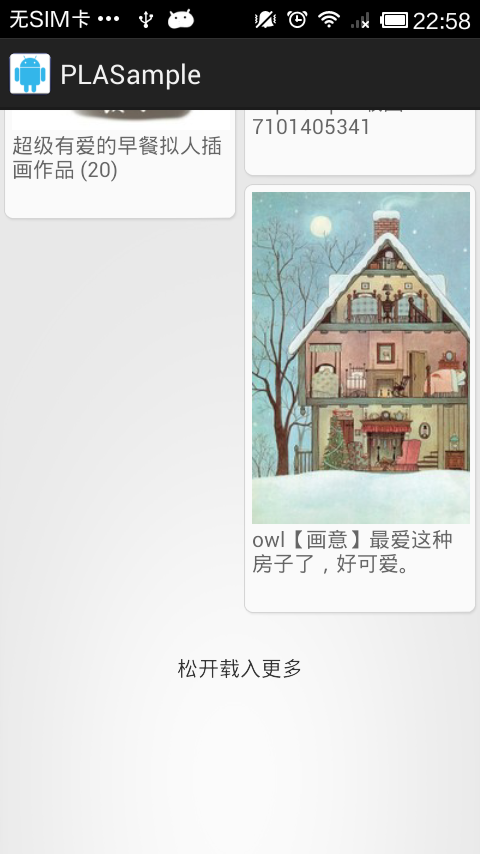 无SIM卡 ••• 22:58
PLASample
超级有爱的早餐拟人插
画作品 (20)
7101405341
owl【画意】最爱这种
房子了，好可爱。
松开载入更多